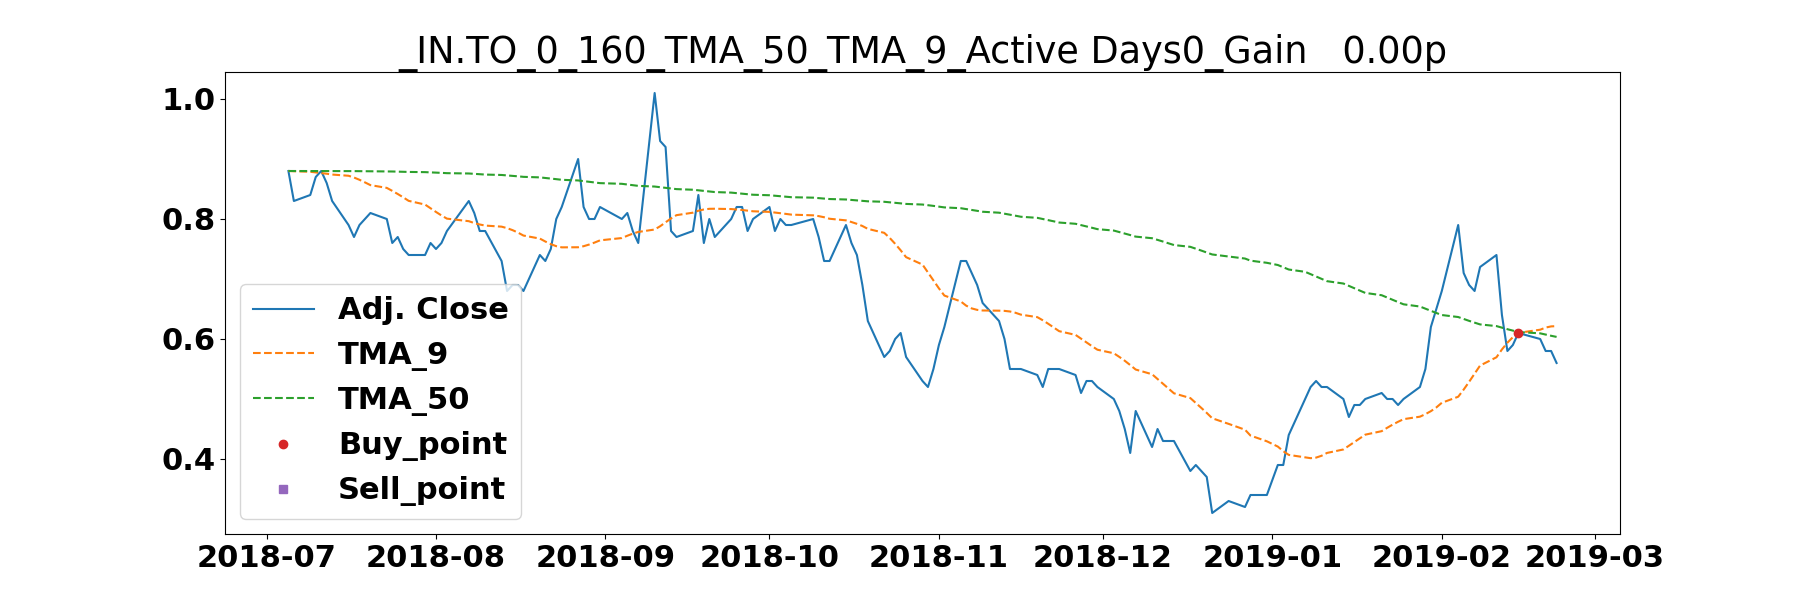 _IN.TO_0_160_TMA_50_TMA_9_Active Days0_Gain   0.00p
1.0
0.8
0.6
0.4
Adj. Close
TMA_9
TMA_50
Buy_point
Sell_point
2018-07 2018-08 2018-09 2018-10 2018-11 2018-12 2019-01 2019-02 2019-03